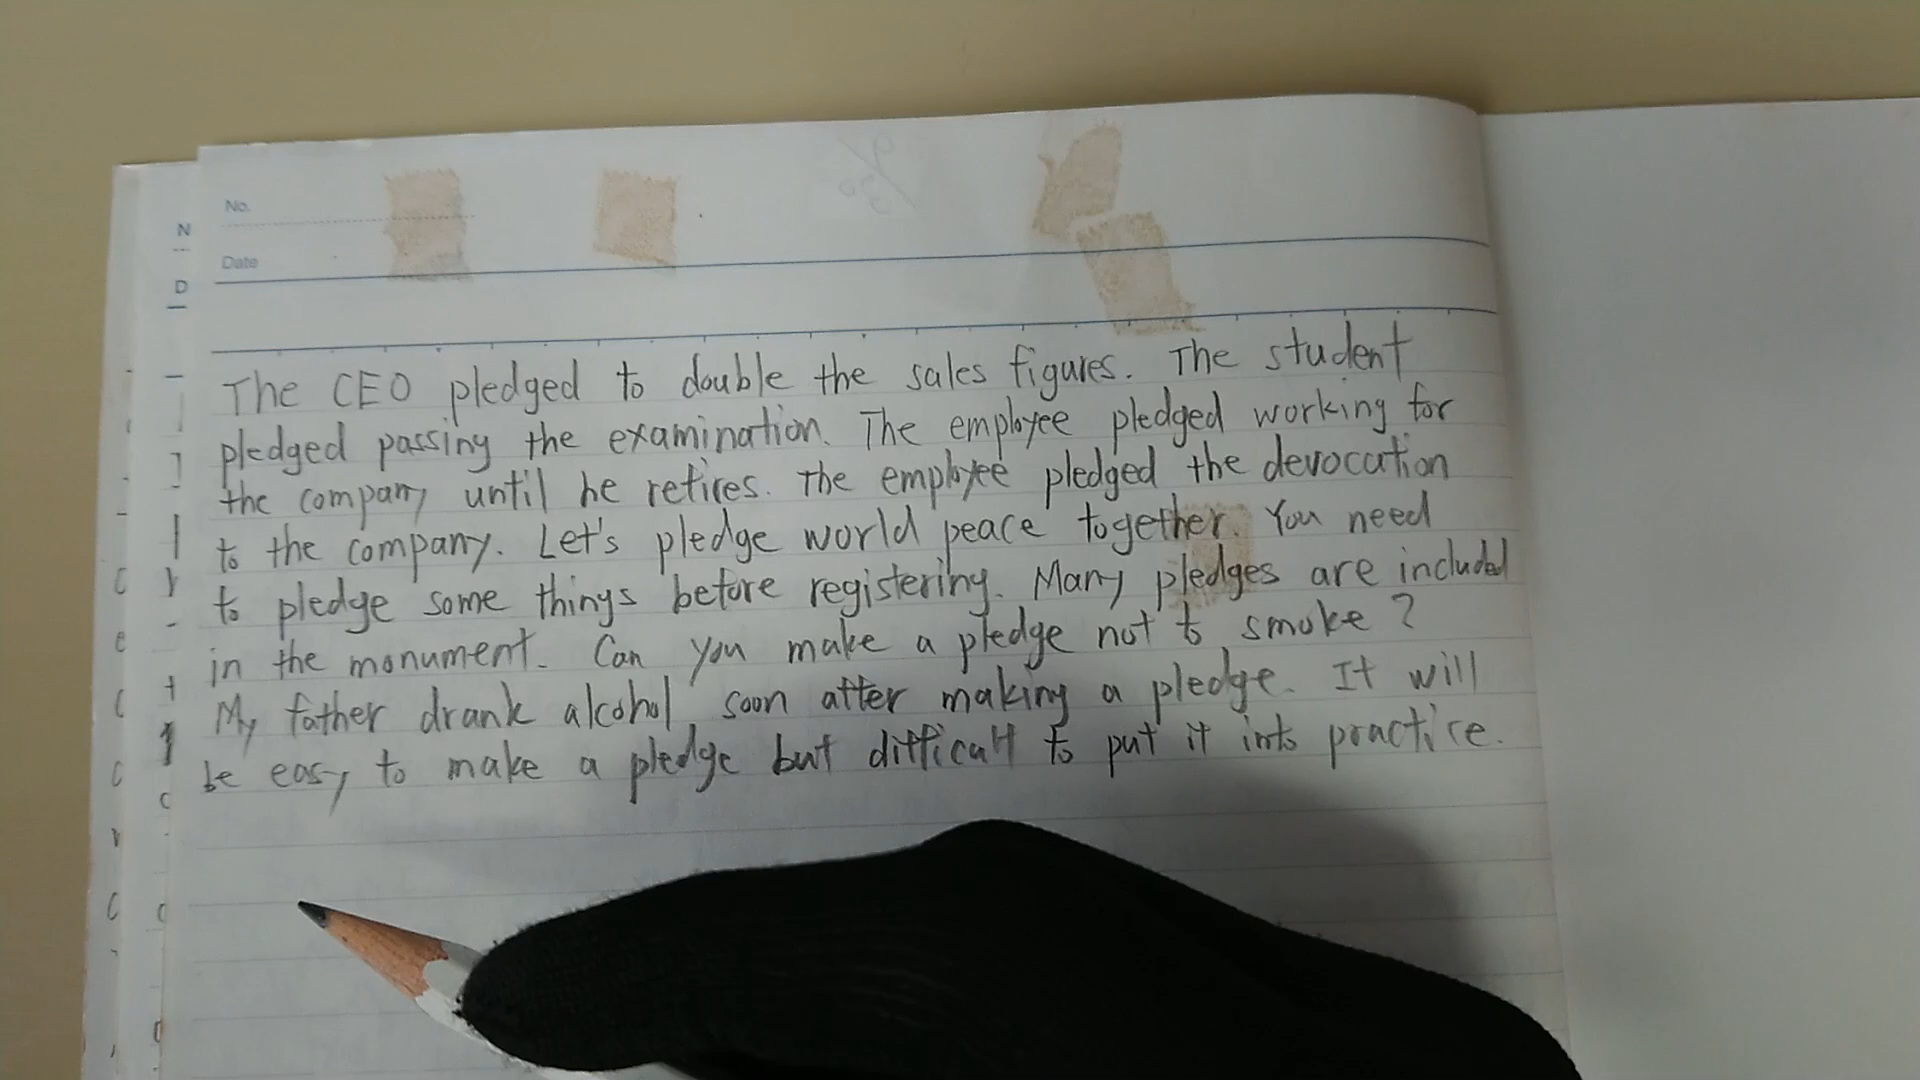 No.
Date
N
D
The CEO pledged to double the sales figures. The student
pledged passing the examination. The employee pledged working for
the company until he retires. The employee pledged the devocation
to the company. Let's pledge world peace together. You need
to pledge some things before registering. Many pledges are included
in the monument. Can you make a pledge not to smoke?
My father drank alcohol soon after making a pledge. It will
be easy to make a pledge but difficult to put it into practice.